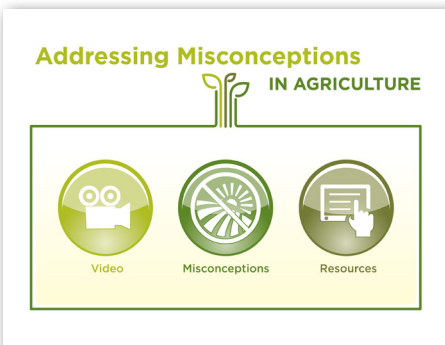 Addressing Misconceptions
IN AGRICULTURE
Video
Misconceptions
Resources